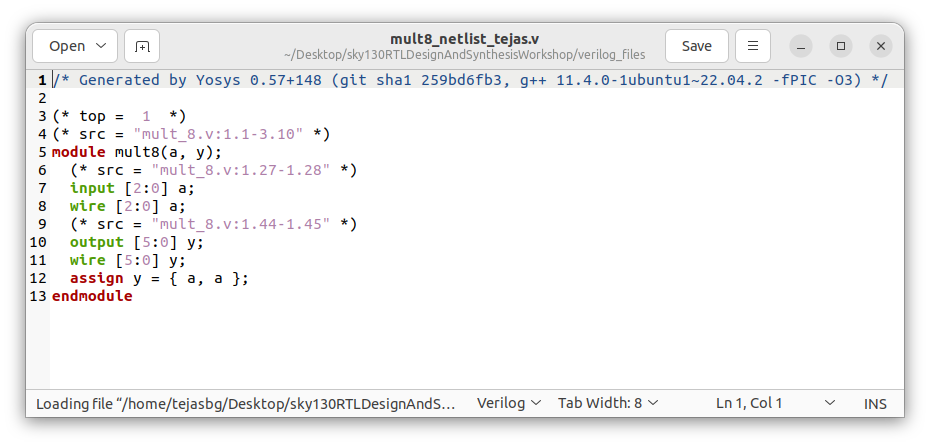 Open
mult8_netlist_tejas.v
~/Desktop/sky130RTLDesignAndSynthesisWorkshop/verilog_files
Save
1 /* Generated by Yosys 0.57+148 (git sha1 259bd6fb3, g++ 11.4.0-1ubuntu1~22.04.2 -fPIC -O3) */
2
3 (* top =  1  *)
4 (* src = "mult_8.v:1.1-3.10" *)
5 module mult8(a, y);
6   (* src = "mult_8.v:1.27-1.28" *)
7   input [2:0] a;
8   wire [2:0] a;
9   (* src = "mult_8.v:1.44-1.45" *)
10   output [5:0] y;
11   wire [5:0] y;
12   assign y = { a, a };
13 endmodule
Loading file “/home/tejasbg/Desktop/sky130RTLDesignAndS… Verilog Tab Width: 8 Ln 1, Col 1 INS